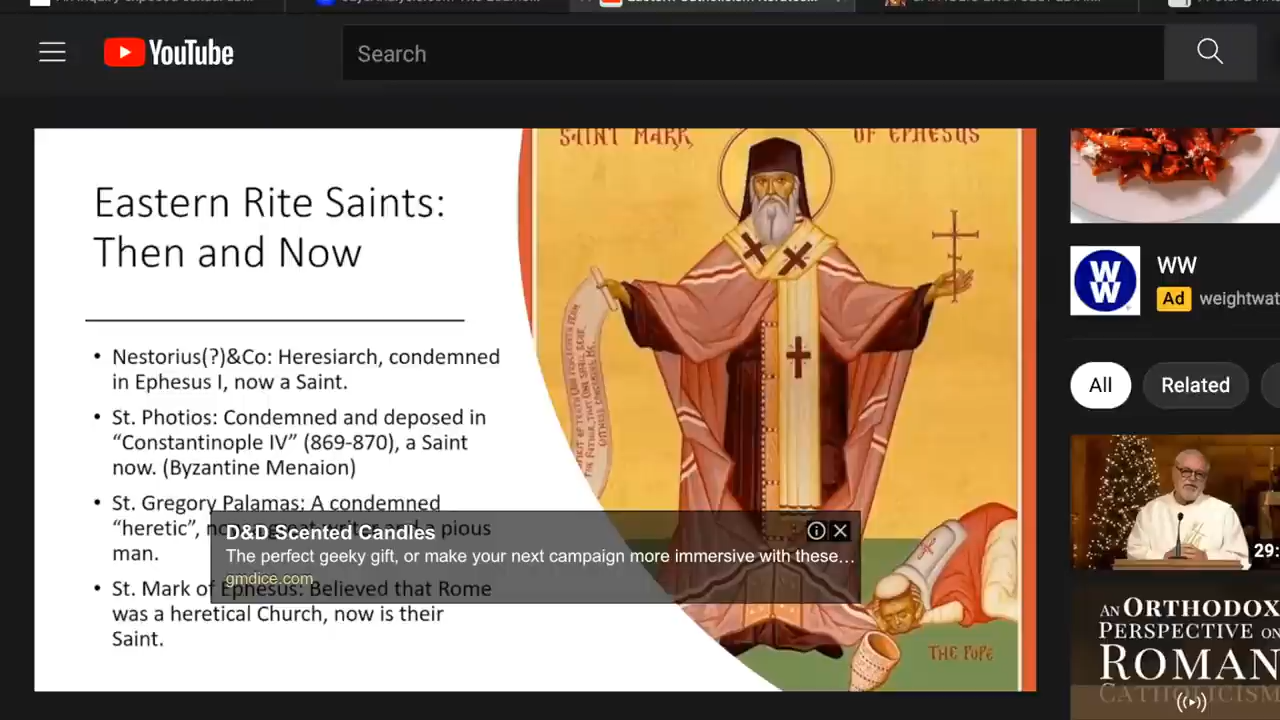 YouTube
Search
Eastern Rite Saints:
Then and Now
• Nestorius(?)&Co: Heresiarch, condemned
in Ephesus I, now a Saint.
• St. Photios: Condemned and deposed in
“Constantinople IV” (869-870), a Saint
now. (Byzantine Menaion)
• St. Gregory Palamas: A condemned
“heretic”, pious
man.
• St. Mark of Ephesus: Believed that Rome
was a heretical Church, now is their
Saint.
SAINT MARK OF EPHESUS
THE POPE
D&D Scented Candles
The perfect geeky gift, or make your next campaign more immersive with these…
gmdice.com
WW
WW
Ad weightwat
All Related
29:
AN ORTHODOX
PERSPECTIVE ON
ROMAN
CATHOLICISM